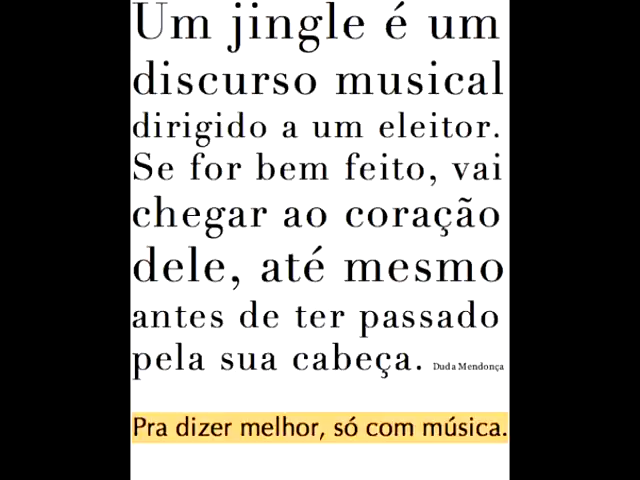 Um jingle é um
discurso musical
dirigido a um eleitor.
Se for bem feito, vai
chegar ao coração
dele, até mesmo
antes de ter passado
pela sua cabeça. Duda Mendonça
Pra dizer melhor, só com música.